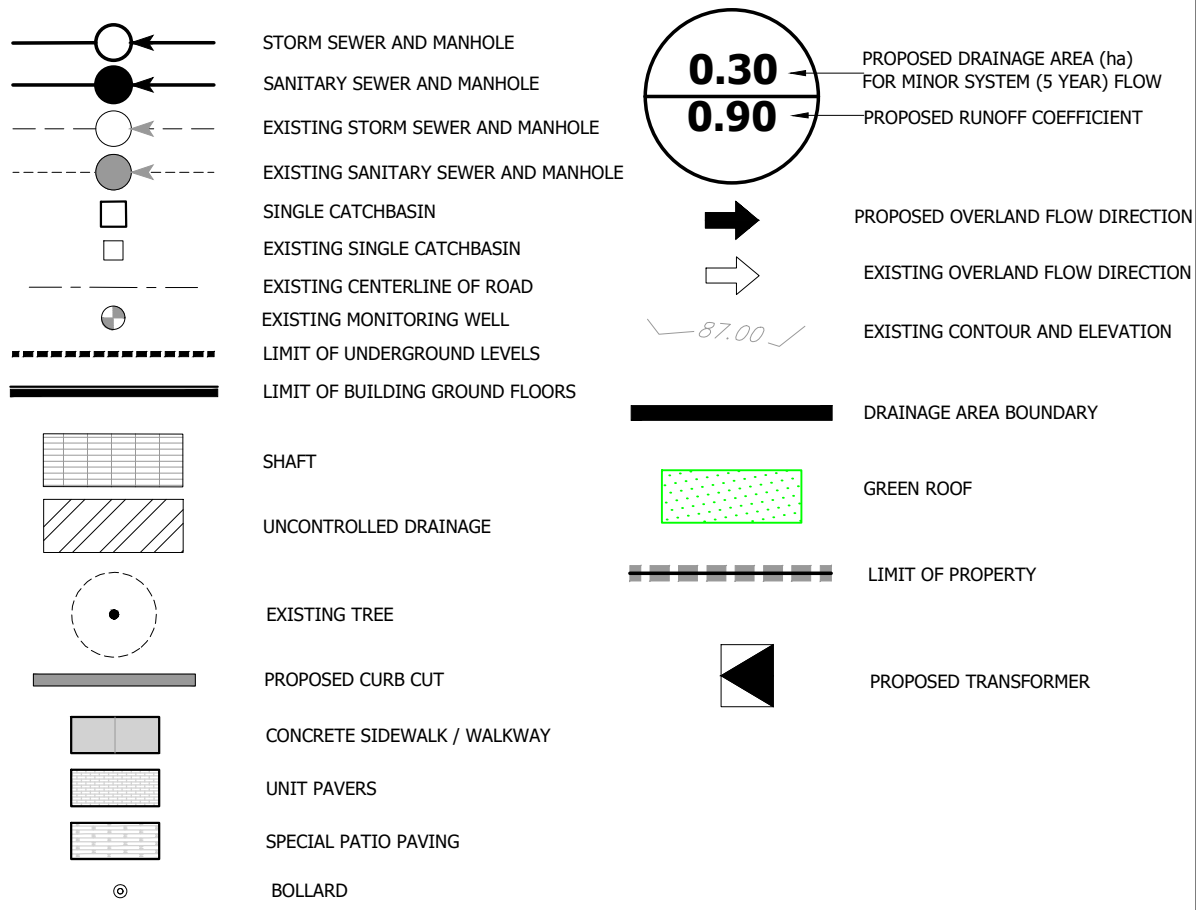 STORM SEWER AND MANHOLE
SANITARY SEWER AND MANHOLE
EXISTING STORM SEWER AND MANHOLE
EXISTING SANITARY SEWER AND MANHOLE
SINGLE CATCHBASIN
EXISTING SINGLE CATCHBASIN
EXISTING CENTERLINE OF ROAD
EXISTING MONITORING WELL
LIMIT OF UNDERGROUND LEVELS
LIMIT OF BUILDING GROUND FLOORS
SHAFT
UNCONTROLLED DRAINAGE
EXISTING TREE
PROPOSED CURB CUT
CONCRETE SIDEWALK / WALKWAY
UNIT PAVERS
SPECIAL PATIO PAVING
BOLLARD
0.30
PROPOSED DRAINAGE AREA (ha)
FOR MINOR SYSTEM (5 YEAR) FLOW
0.90
PROPOSED RUNOFF COEFFICIENT
PROPOSED OVERLAND FLOW DIRECTION
EXISTING OVERLAND FLOW DIRECTION
87.00
EXISTING CONTOUR AND ELEVATION
DRAINAGE AREA BOUNDARY
GREEN ROOF
LIMIT OF PROPERTY
PROPOSED TRANSFORMER